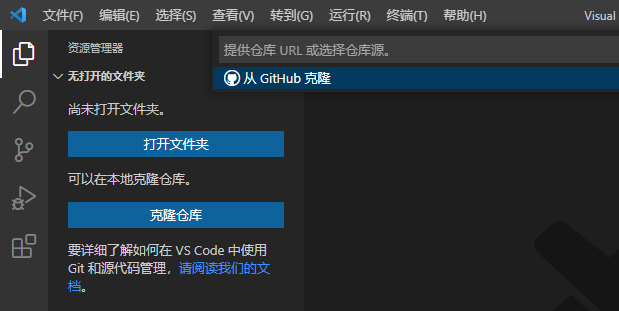 文件(F) 编辑(E) 选择(S) 查看(V) 转到(G) 运行(R) 终端(T) 帮助(H) Visual
资源管理器
提供仓库 URL 或选择仓库源。
无打开的文件夹
从 GitHub 克隆
尚未打开文件夹。
打开文件夹
可以在本地克隆仓库。
克隆仓库
要详细了解如何在 VS Code 中使用
Git 和源代码管理，请阅读我们的文
档。